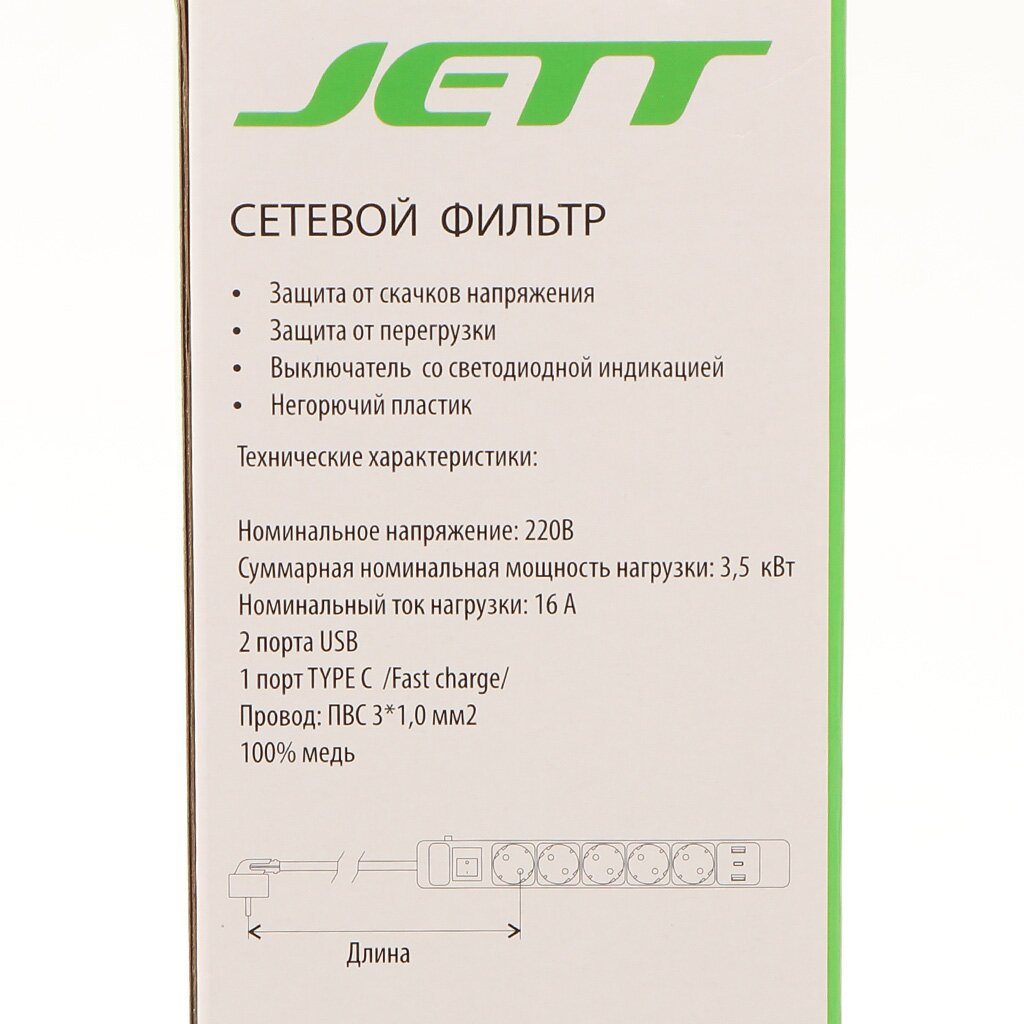 JETT
СЕТЕВОЙ ФИЛЬТР
• Защита от скачков напряжения
• Защита от перегрузки
• Выключатель со светодиодной индикацией
• Негорючий пластик
Технические характеристики:
Номинальное напряжение: 220В
Суммарная номинальная мощность нагрузки: 3,5 кВт
Номинальный ток нагрузки: 16 А
2 порта USB
1 порт TYPE C /Fast charge/
Провод: ПВС 3*1,0 мм2
100% медь
Длина